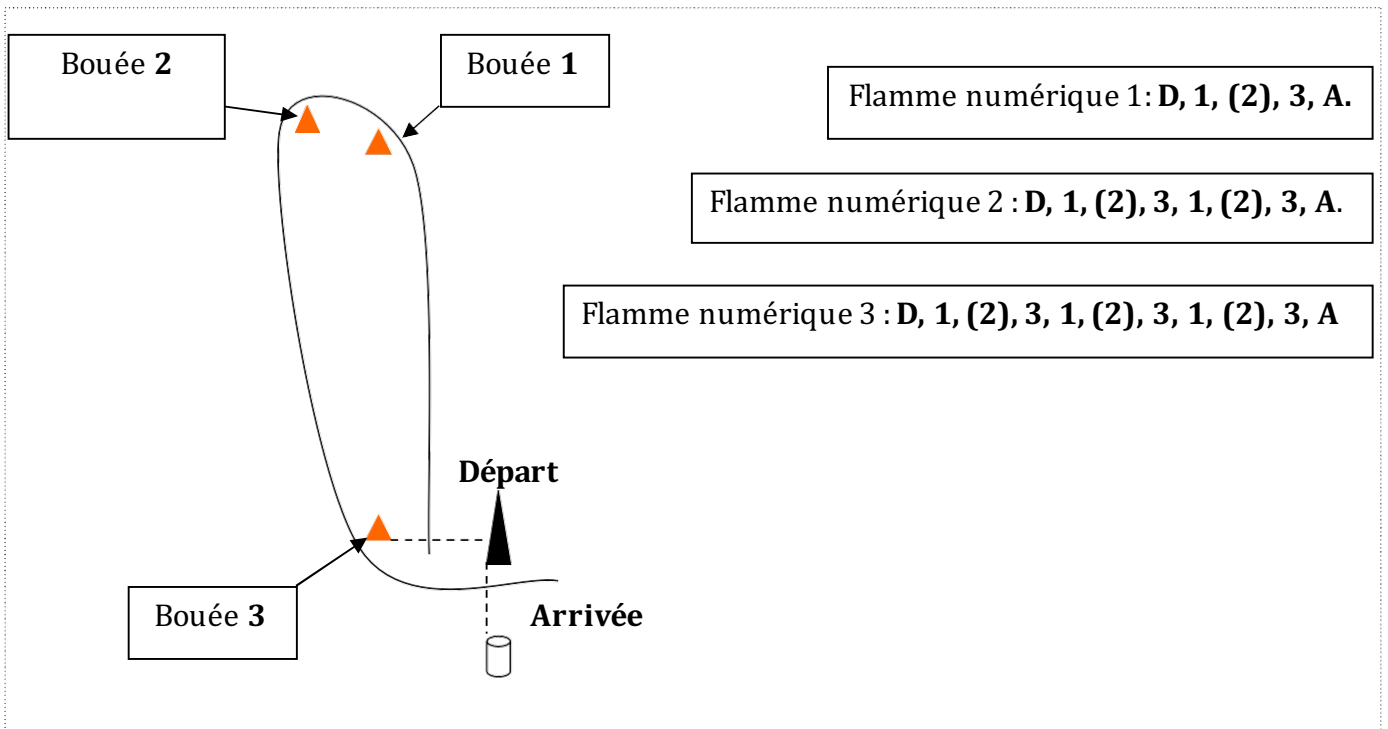 Bouée 2
Bouée 1
Flamme numérique 1: D, 1, (2), 3, A.
Flamme numérique 2 : D, 1, (2), 3, 1, (2), 3, A.
Flamme numérique 3 : D, 1, (2), 3, 1, (2), 3, 1, (2), 3, A
Départ
Bouée 3
Arrivée